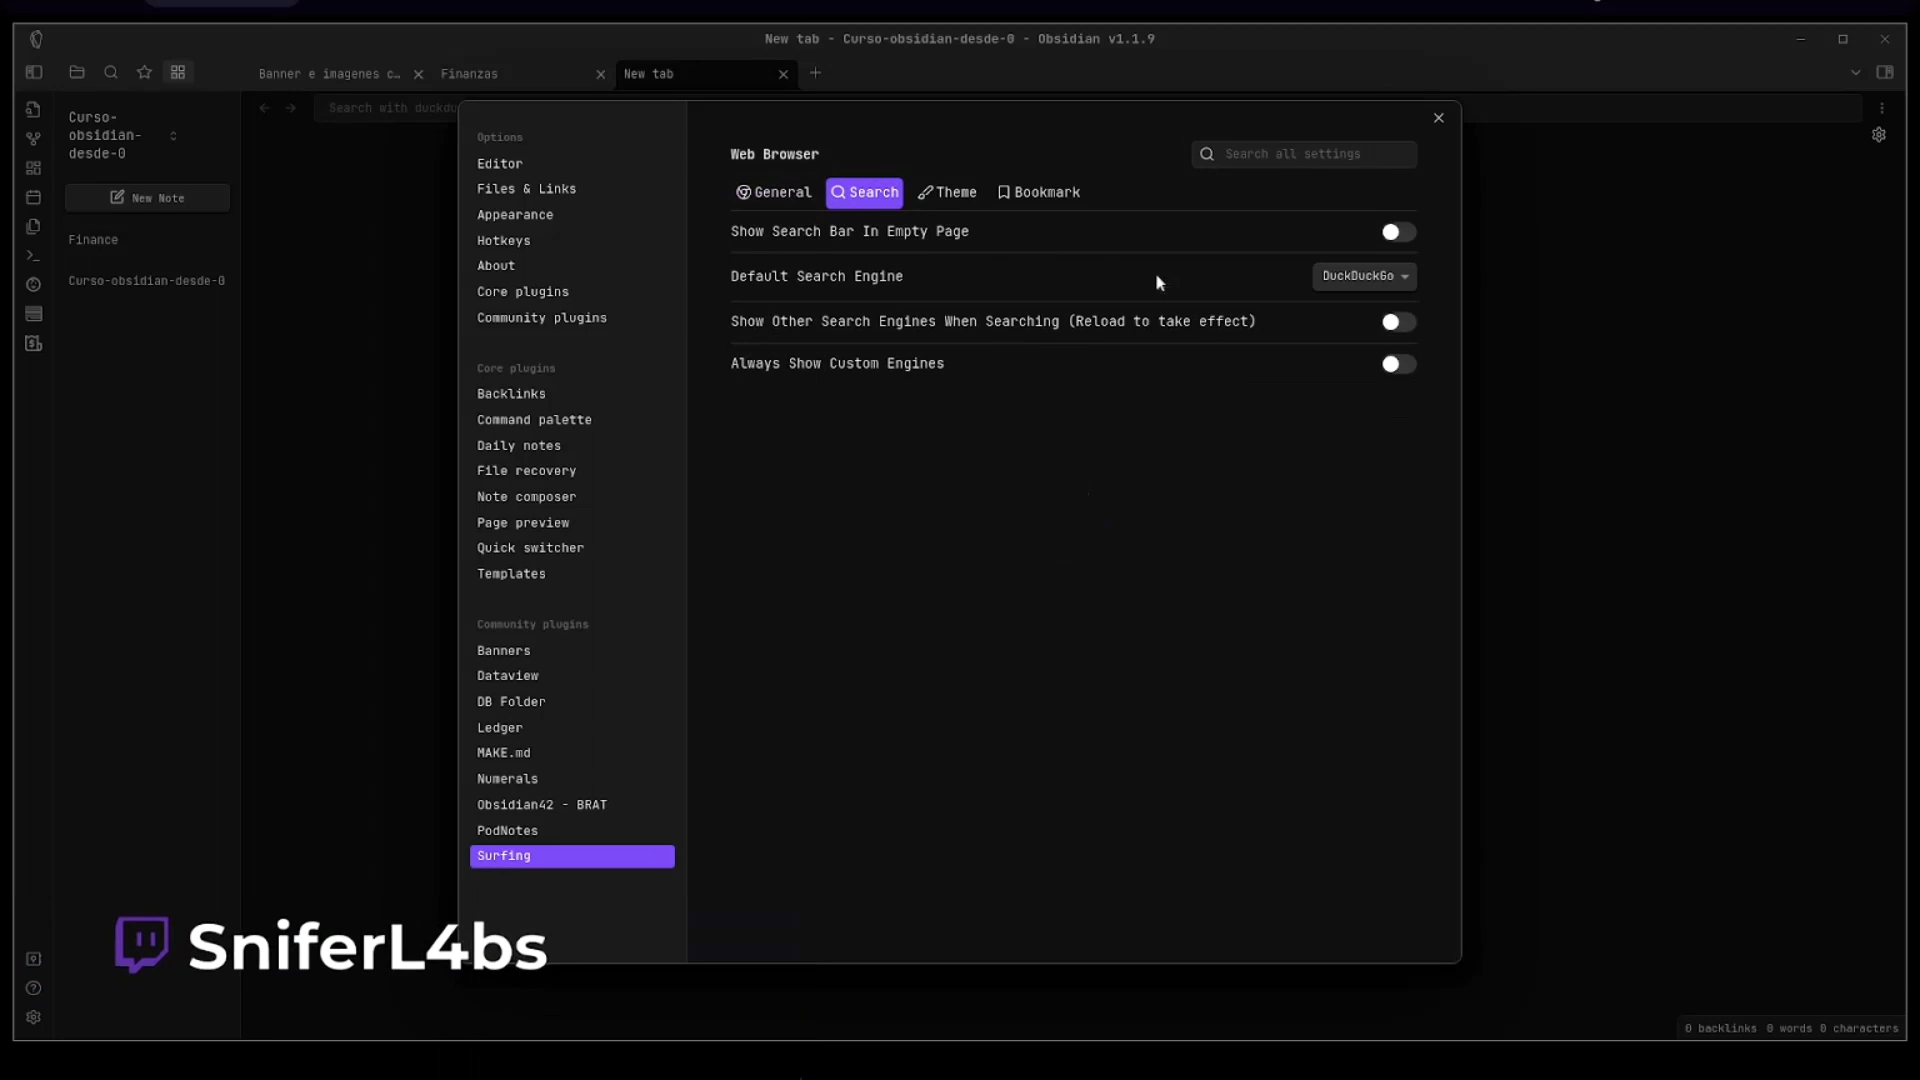 New tab - Curso-obsidian-desde-0 - Obsidian v1.1.9
Banner e imagenes c…
Finanzas
New tab
Curso-
obsidian-
desde-0
New Note
Finance
Curso-obsidian-desde-0
Search with duckdu
Options
Editor
Files & Links
Appearance
Hotkeys
About
Core plugins
Community plugins
Core plugins
Backlinks
Command palette
Daily notes
File recovery
Note composer
Page preview
Quick switcher
Templates
Community plugins
Banners
Dataview
DB Folder
Ledger
MAKE.md
Numerals
Obsidian42 - BRAT
PodNotes
Surfing
Web Browser
Search all settings
General
Search
Theme
Bookmark
Show Search Bar In Empty Page
Default Search Engine
DuckDuckGo
Show Other Search Engines When Searching (Reload to take effect)
Always Show Custom Engines
SniferL4bs
0 backlinks 0 words 0 characters